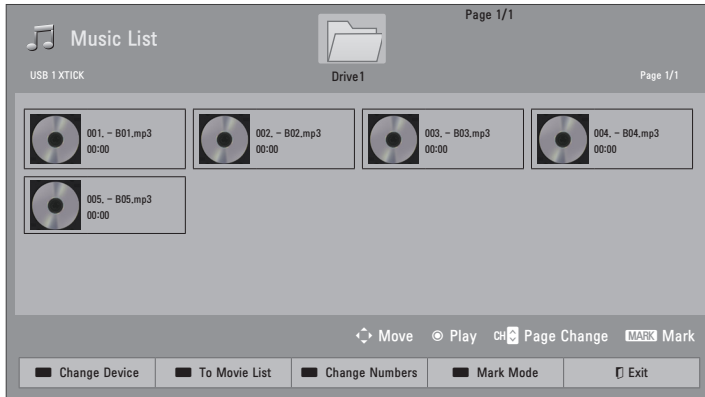 Page 1/1
Music List
USB 1 XTICK
Drive1
Page 1/1
001. - B01.mp3
00:00
002. - B02.mp3
00:00
003. - B03.mp3
00:00
004. - B04.mp3
00:00
005. - B05.mp3
00:00
Move Play CH Page Change MARK Mark
Change Device To Movie List Change Numbers Mark Mode Exit